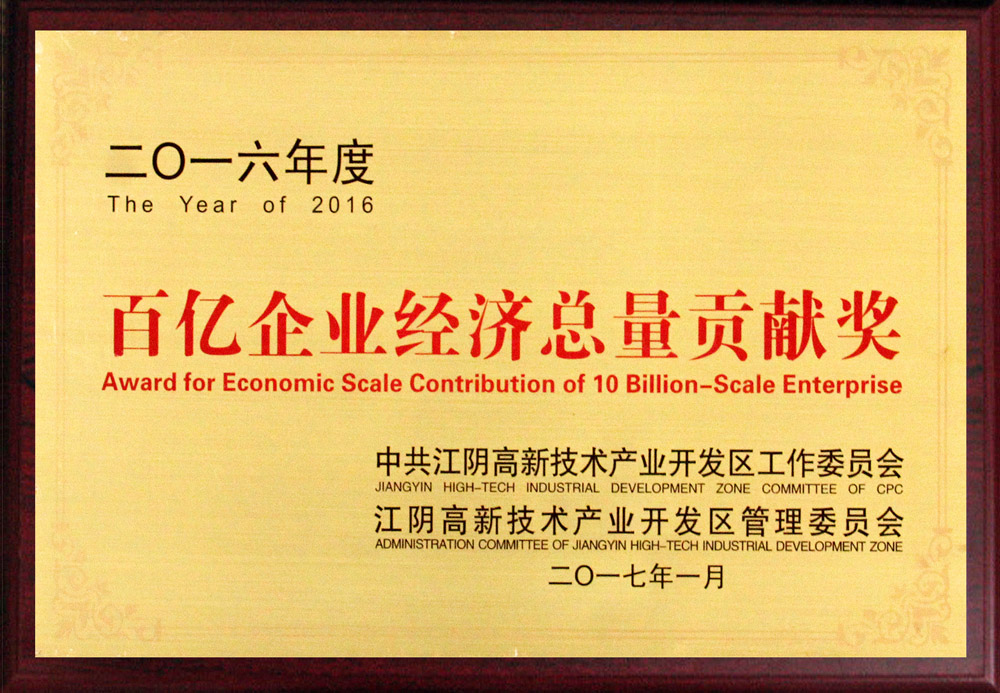 二〇一六年度
The Year of 2016
百亿企业经济总量贡献奖
Award for Economic Scale Contribution of 10 Billion-Scale Enterprise
中共江阴高新技术产业开发区工作委员会
JIANGYIN HIGH-TECH INDUSTRIAL DEVELOPMENT ZONE COMMITTEE OF CPC
江阴高新技术产业开发区管理委员会
ADMINISTRATION COMMITTEE OF JIANGYIN HIGH-TECH INDUSTRIAL DEVELOPMENT ZONE
二〇一七年一月